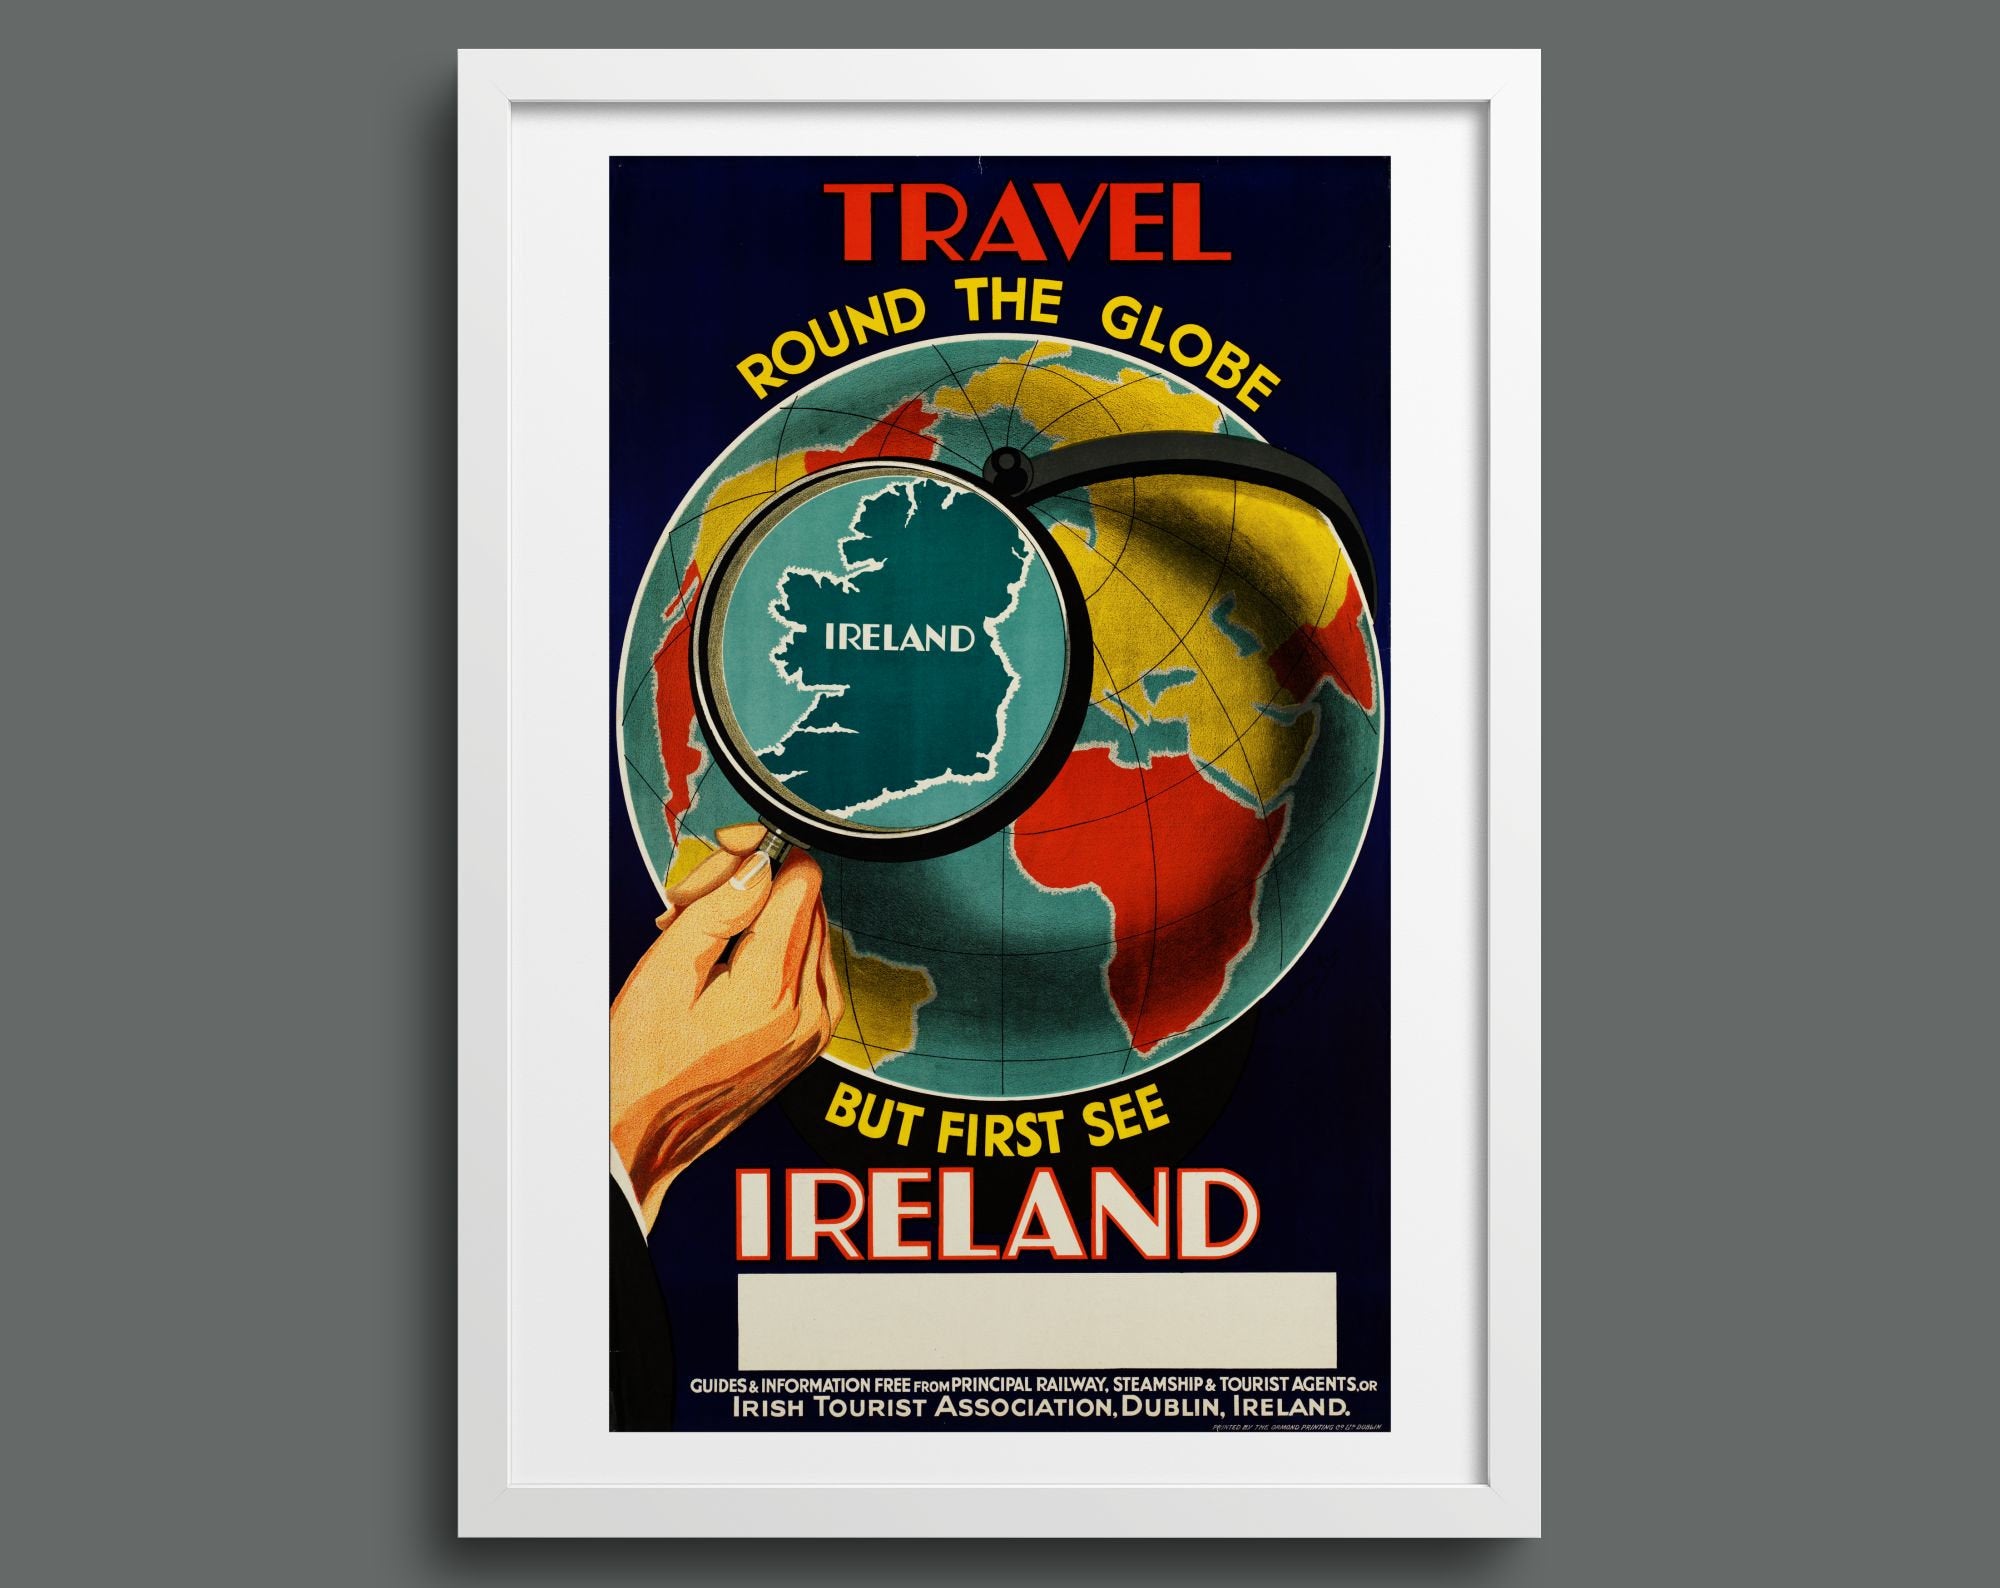 TRAVEL
ROUND THE GLOBE
IRELAND
BUT FIRST SEE
IRELAND
GUIDES & INFORMATION FREE FROM PRINCIPAL RAILWAY, STEAMSHIP & TOURIST AGENTS, OR
IRISH TOURIST ASSOCIATION, DUBLIN, IRELAND.
PRINTED BY THE ORMOND PRINTING CO LTD DUBLIN